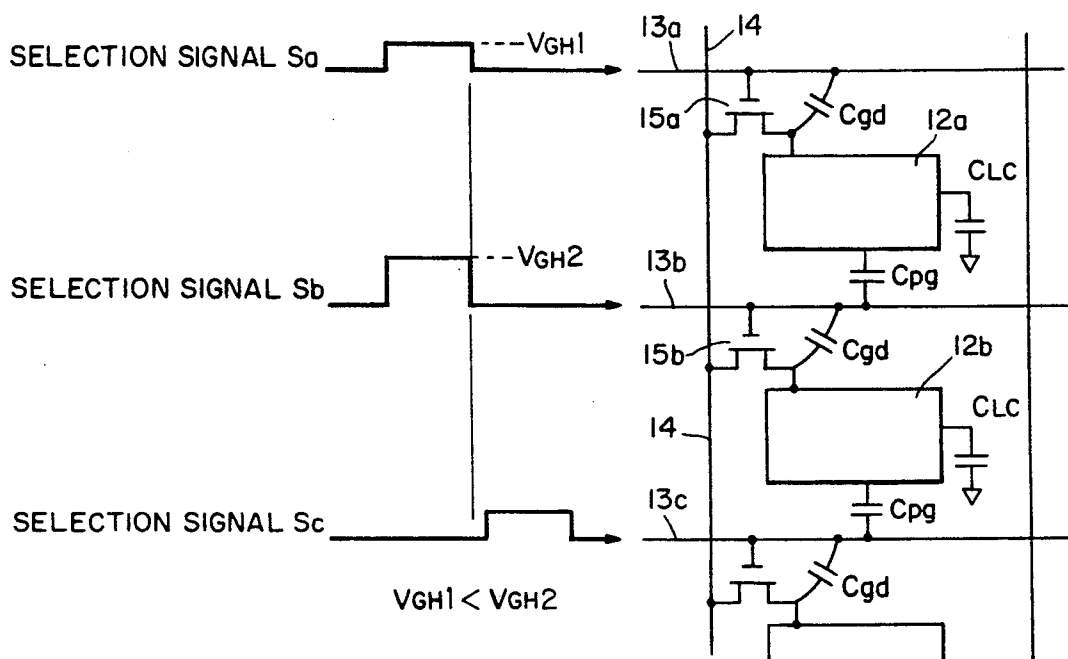 SELECTION SIGNAL Sa
VGH1
13a
14
15a
Cgd
12a
CLC
SELECTION SIGNAL Sb
VGH2
13b
Cpg
15b
Cgd
12b
CLC
14
SELECTION SIGNAL Sc
13c
Cpg
Cgd
VGH1 < VGH2